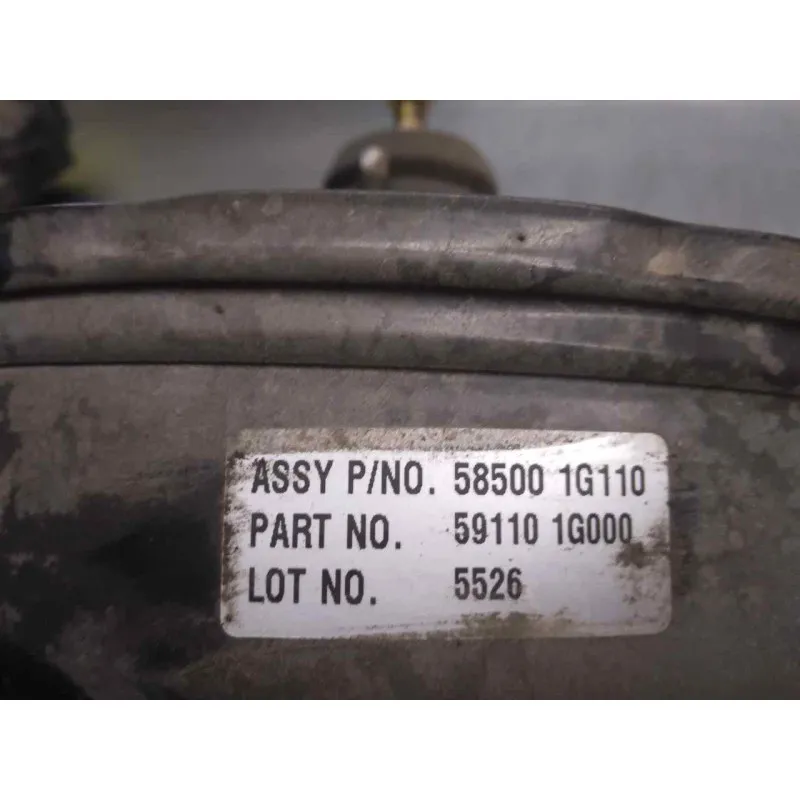 ASSY P/NO. 58500 1G110
PART NO. 59110 1G000
LOT NO. 5526